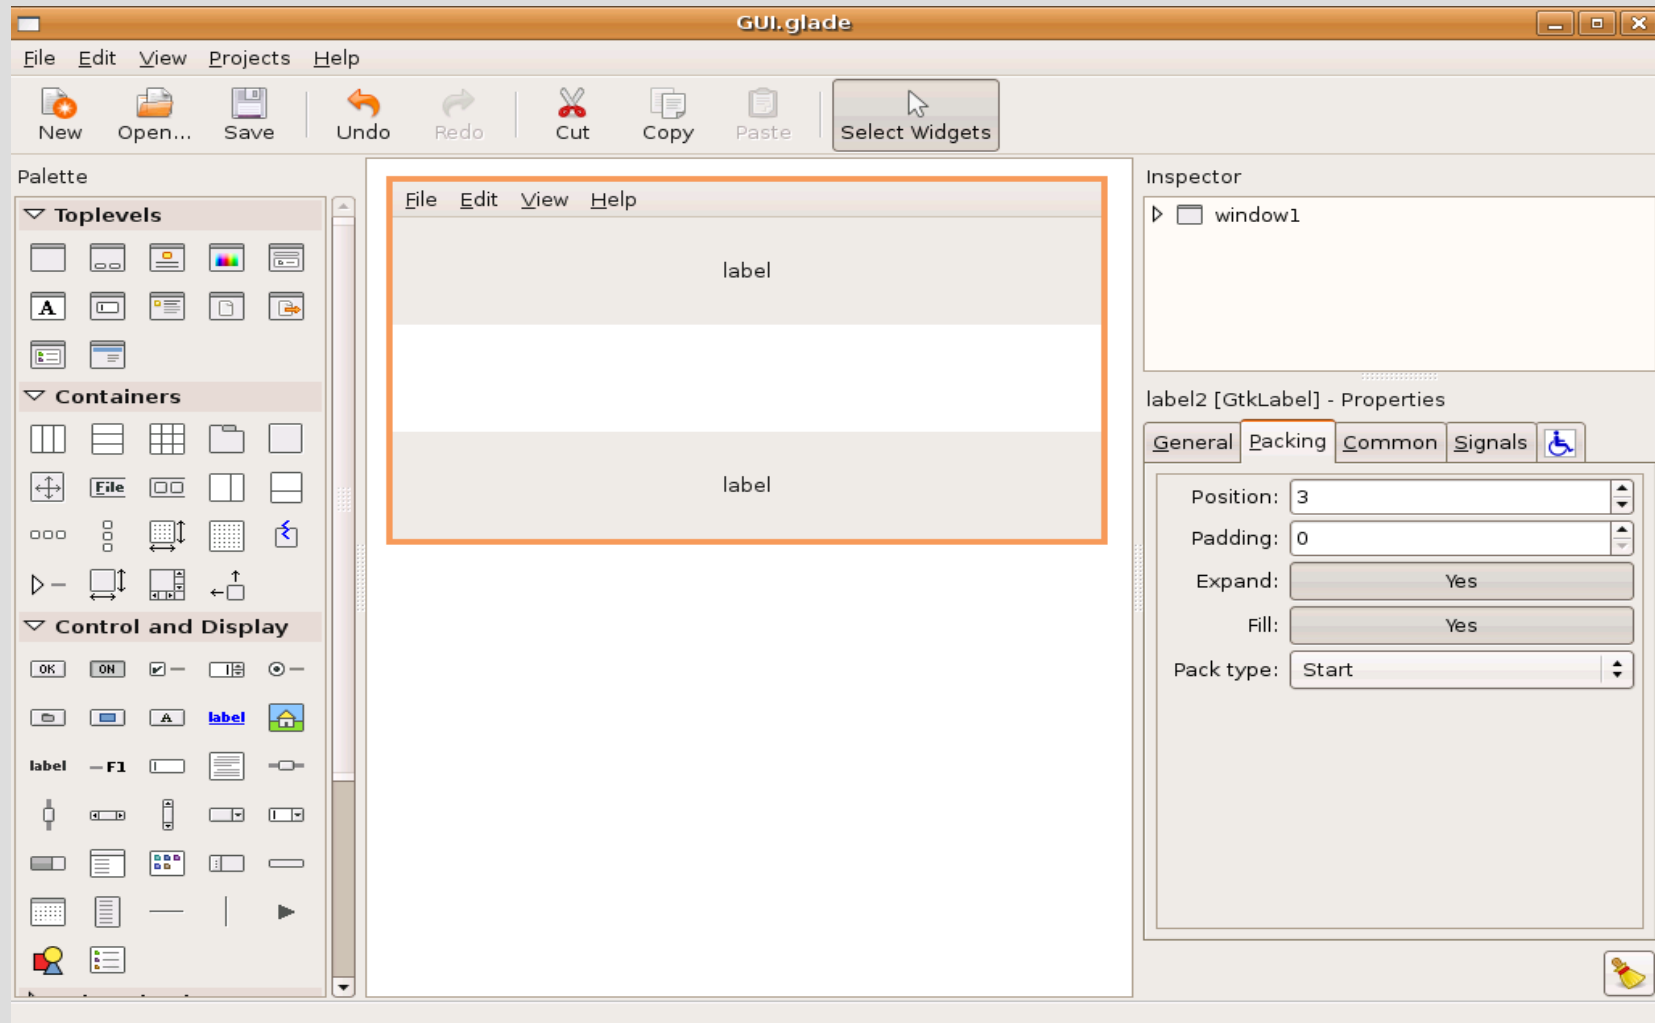 GUI.glade
File Edit View Projects Help
New Open... Save Undo Redo Cut Copy Paste Select Widgets
Palette
Toplevels
A
Containers
File
Control and Display
OK ON
A label
label F1
File Edit View Help
label
label
Inspector
window1
label2 [GtkLabel] - Properties
General Packing Common Signals
Position: 3
Padding: 0
Expand: Yes
Fill: Yes
Pack type: Start